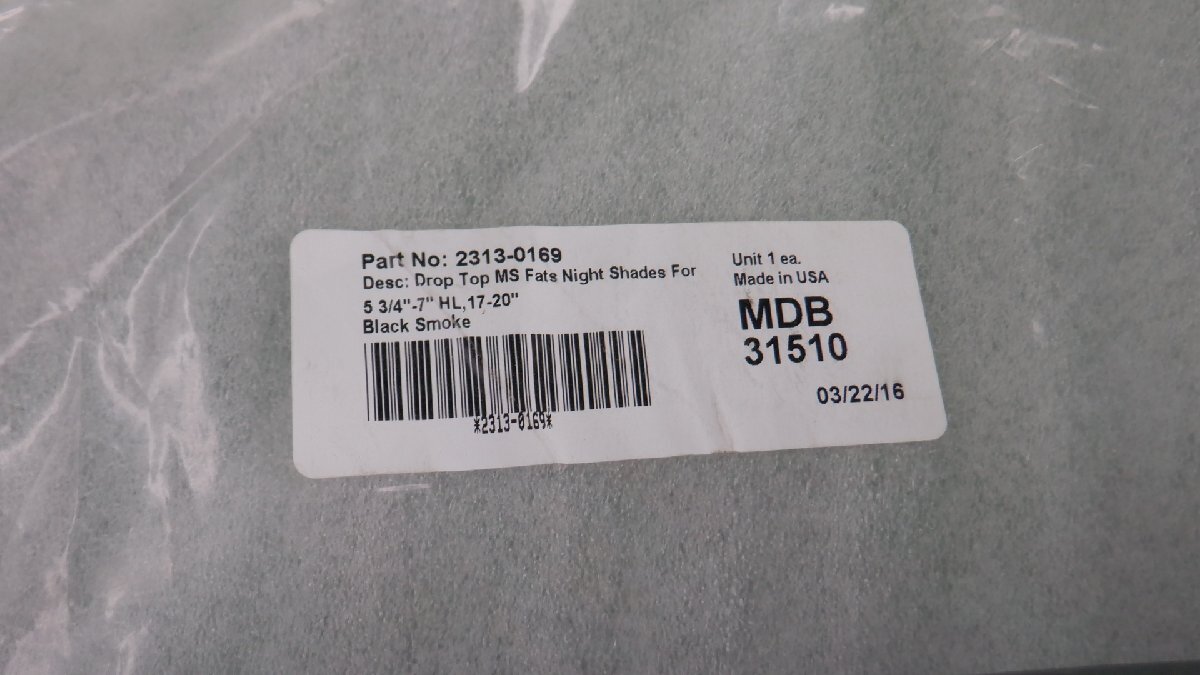 Part No: 2313-0169
Desc: Drop Top MS Fats Night Shades For
5 3/4"-7" HL,17-20"
Black Smoke
*2313-0169*
Unit 1 ea.
Made in USA
MDB
31510
03/22/16